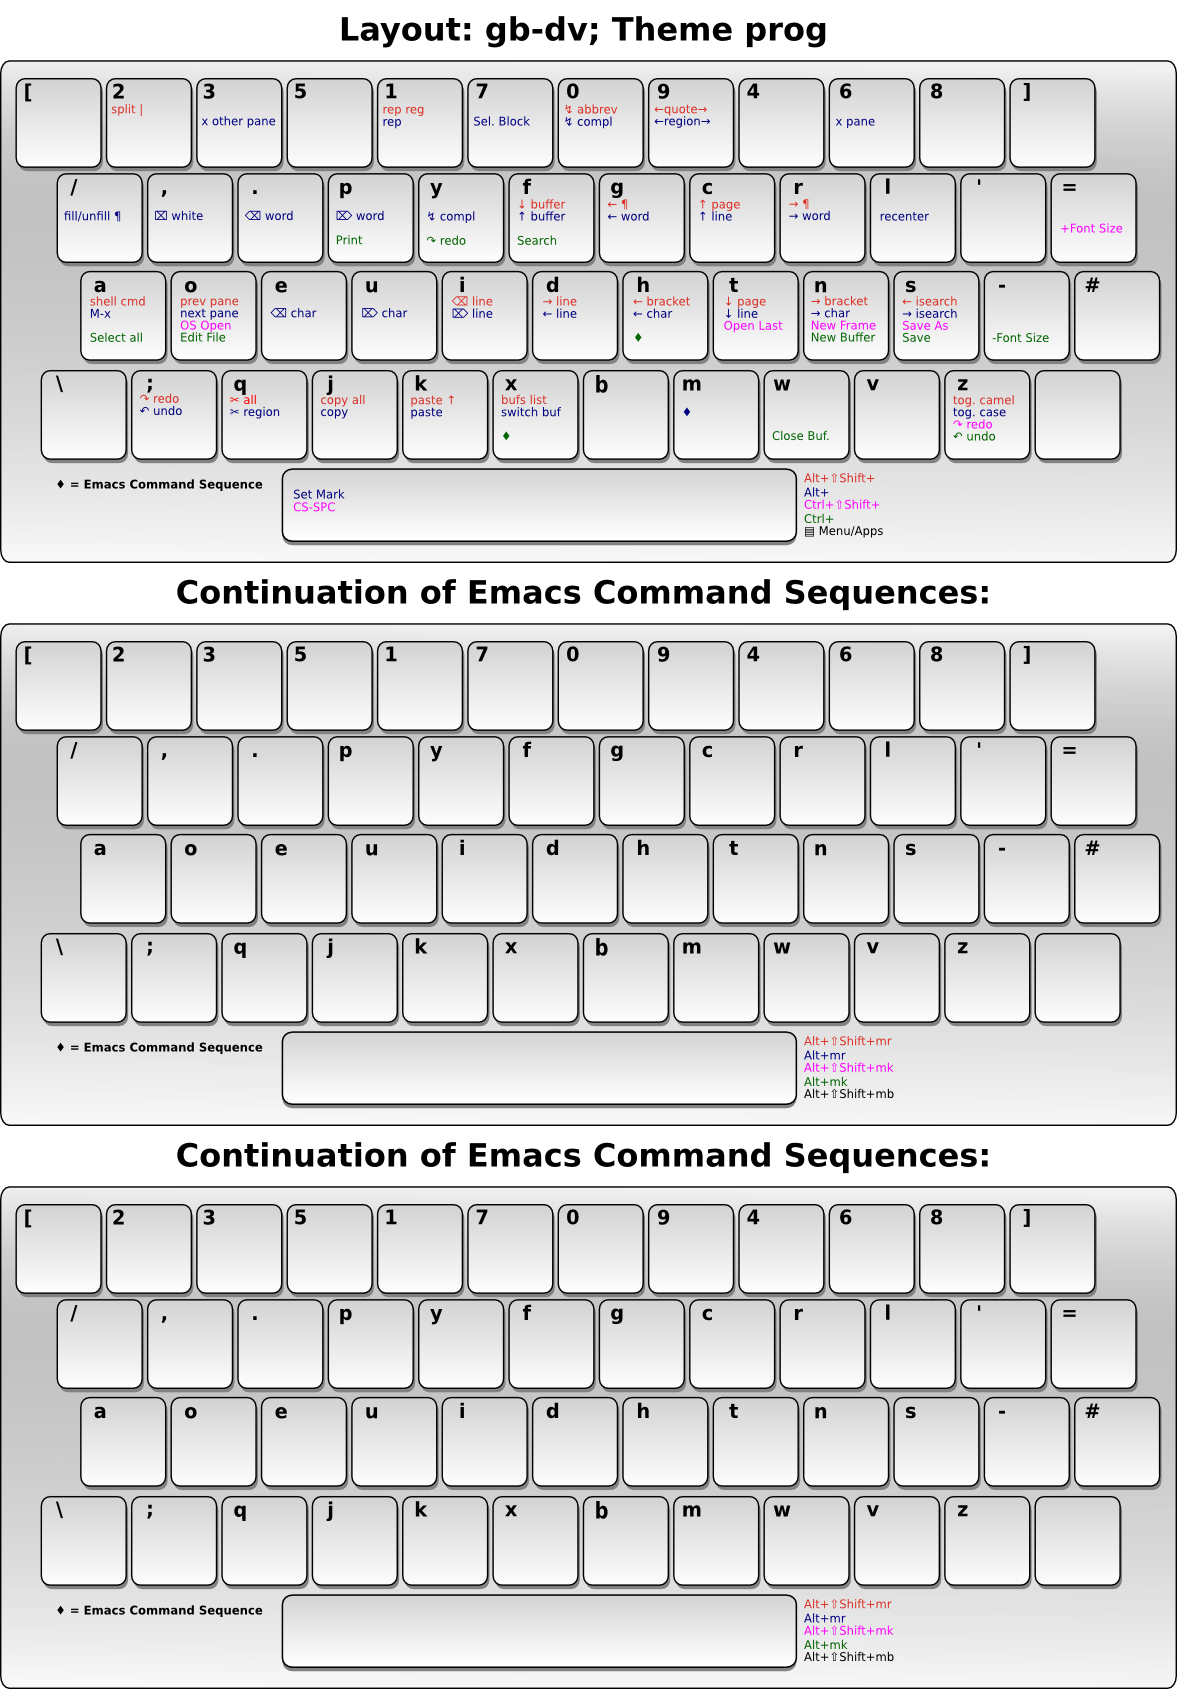 Layout: gb-dv; Theme prog
[ 2 3 5 1 7 0 9 4 6 8 ]
split | rep reg ↯ abbrev ←quote→
x other pane rep Sel. Block ↯ compl ←region→ x pane
/ , . p y f g c r l ' =
↓ buffer ← ¶ ↑ page → ¶
fill/unfill ¶ ⌧ white ⌫ word ⌦ word ↯ compl ↑ buffer ← word ↑ line → word recenter
+Font Size
Print ↷ redo Search
a o e u i d h t n s - #
shell cmd prev pane ⌫ line → line ← bracket ↓ page → bracket ← isearch
M-x next pane ⌫ char ⌦ char ⌦ line ← line ← char ↓ line → char → isearch
OS Open Open Last New Frame Save As
Select all Edit File ♦ New Buffer Save -Font Size
\ ; q j k x b m w v z
↷ redo ✂ all copy all paste ↑ bufs list tog. camel
↶ undo ✂ region copy paste switch buf ♦ tog. case
↷ redo
♦ Close Buf. ↶ undo
♦ = Emacs Command Sequence
Set Mark
CS-SPC
Alt+⇧Shift+
Alt+
Ctrl+⇧Shift+
Ctrl+
▤ Menu/Apps
Continuation of Emacs Command Sequences:
[ 2 3 5 1 7 0 9 4 6 8 ]
/ , . p y f g c r l ' =
a o e u i d h t n s - #
\ ; q j k x b m w v z
♦ = Emacs Command Sequence
Alt+⇧Shift+mr
Alt+mr
Alt+⇧Shift+mk
Alt+mk
Alt+⇧Shift+mb
Continuation of Emacs Command Sequences:
[ 2 3 5 1 7 0 9 4 6 8 ]
/ , . p y f g c r l ' =
a o e u i d h t n s - #
\ ; q j k x b m w v z
♦ = Emacs Command Sequence
Alt+⇧Shift+mr
Alt+mr
Alt+⇧Shift+mk
Alt+mk
Alt+⇧Shift+mb